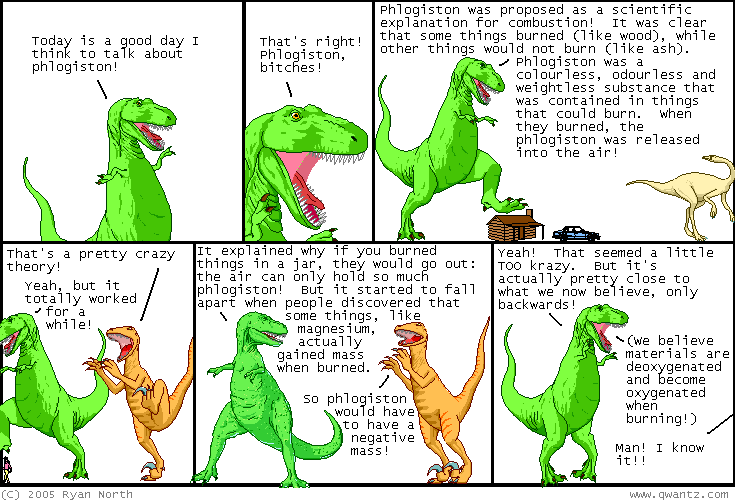 Today is a good day I
think to talk about
phlogiston!
That's right!
Phlogiston,
bitches!
Phlogiston was proposed as a scientific
explanation for combustion!  It was clear
that some things burned (like wood), while
other things would not burn (like ash).
Phlogiston was a
colourless, odourless and
weightless substance that
was contained in things
that could burn.  When
they burned, the
phlogiston was released
into the air!
That's a pretty crazy
theory!
Yeah, but it
totally worked
for a
while!
It explained why if you burned
things in a jar, they would go out:
the air can only hold so much
phlogiston!  But it started to fall
apart when people discovered that
some things, like
magnesium,
actually
gained mass
when burned.
So phlogiston
would have
to have a
negative
mass!
Yeah!  That seemed a little
TOO krazy.  But it's
actually pretty close to
what we now believe, only
backwards!
(We believe
materials are
deoxygenated
and become
oxygenated
when
burning!)
Man! I know
it!!
(C) 2005 Ryan North
www.qwantz.com